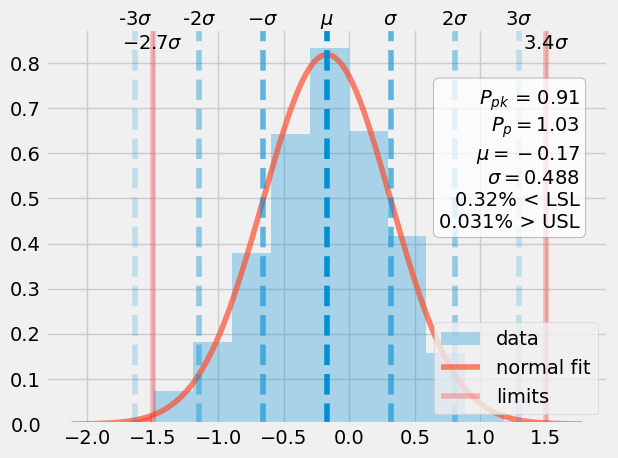 -3σ -2σ −σ μ σ 2σ 3σ
−2.7σ 3.4σ
0.8
0.7
0.6
0.5
0.4
0.3
0.2
0.1
0.0
P_pk = 0.91
P_p = 1.03
μ = −0.17
σ = 0.488
0.32% < LSL
0.031% > USL
data
normal fit
limits
−2.0 −1.5 −1.0 −0.5 0.0 0.5 1.0 1.5